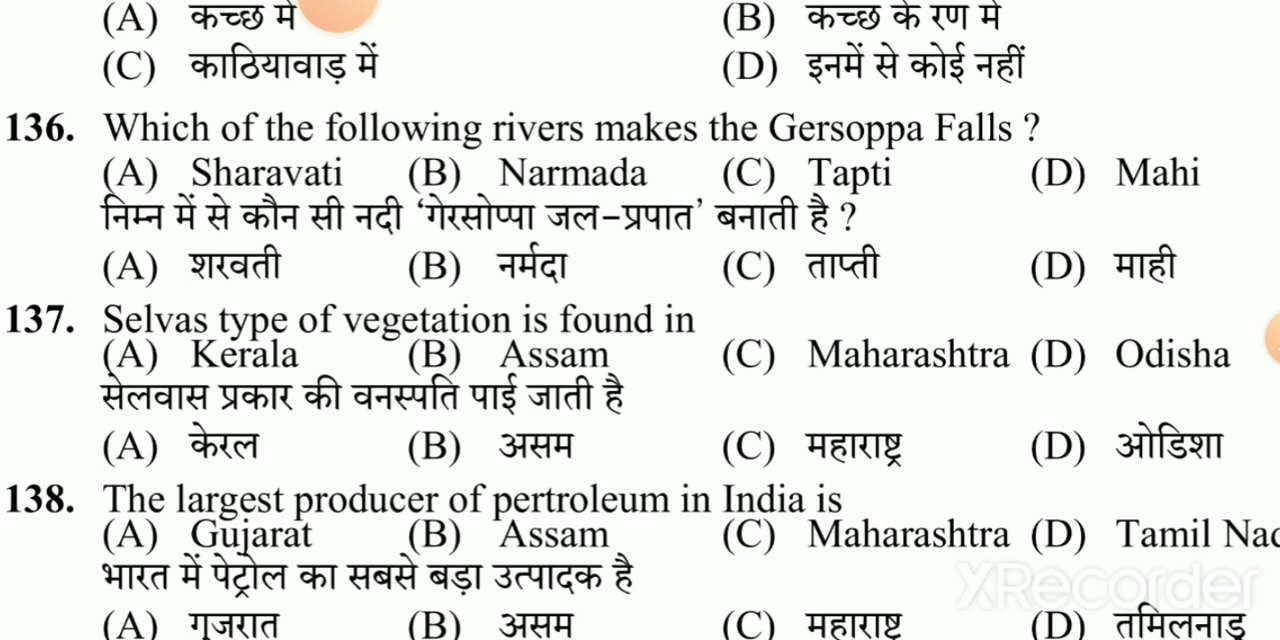 (A) कच्छ में (B) कच्छ के रण में
(C) काठियावाड़ में (D) इनमें से कोई नहीं
136. Which of the following rivers makes the Gersoppa Falls ?
(A) Sharavati (B) Narmada (C) Tapti (D) Mahi
निम्न में से कौन सी नदी ‘गेरसोप्पा जल-प्रपात’ बनाती है ?
(A) शरवती (B) नर्मदा (C) ताप्ती (D) माही
137. Selvas type of vegetation is found in
(A) Kerala (B) Assam (C) Maharashtra (D) Odisha
सेलवास प्रकार की वनस्पति पाई जाती है
(A) केरल (B) असम (C) महाराष्ट्र (D) ओडिशा
138. The largest producer of pertroleum in India is
(A) Gujarat (B) Assam (C) Maharashtra (D) Tamil Nad
भारत में पेट्रोल का सबसे बड़ा उत्पादक है
XRecorder
(A) गुजरात (B) असम (C) महाराष्ट्र (D) तमिलनाडु